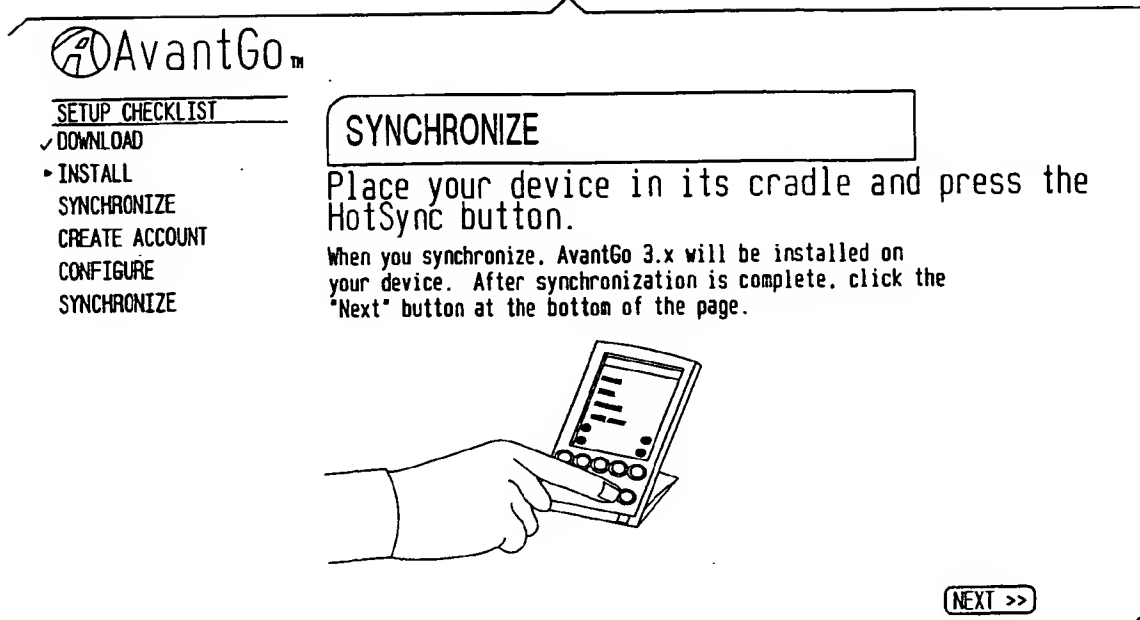 AvantGo™
SETUP CHECKLIST
✓ DOWNLOAD
▸ INSTALL
SYNCHRONIZE
CREATE ACCOUNT
CONFIGURE
SYNCHRONIZE
SYNCHRONIZE
Place your device in its cradle and press the
HotSync button.
When you synchronize, AvantGo 3.x will be installed on
your device. After synchronization is complete, click the
"Next" button at the bottom of the page.
NEXT >>